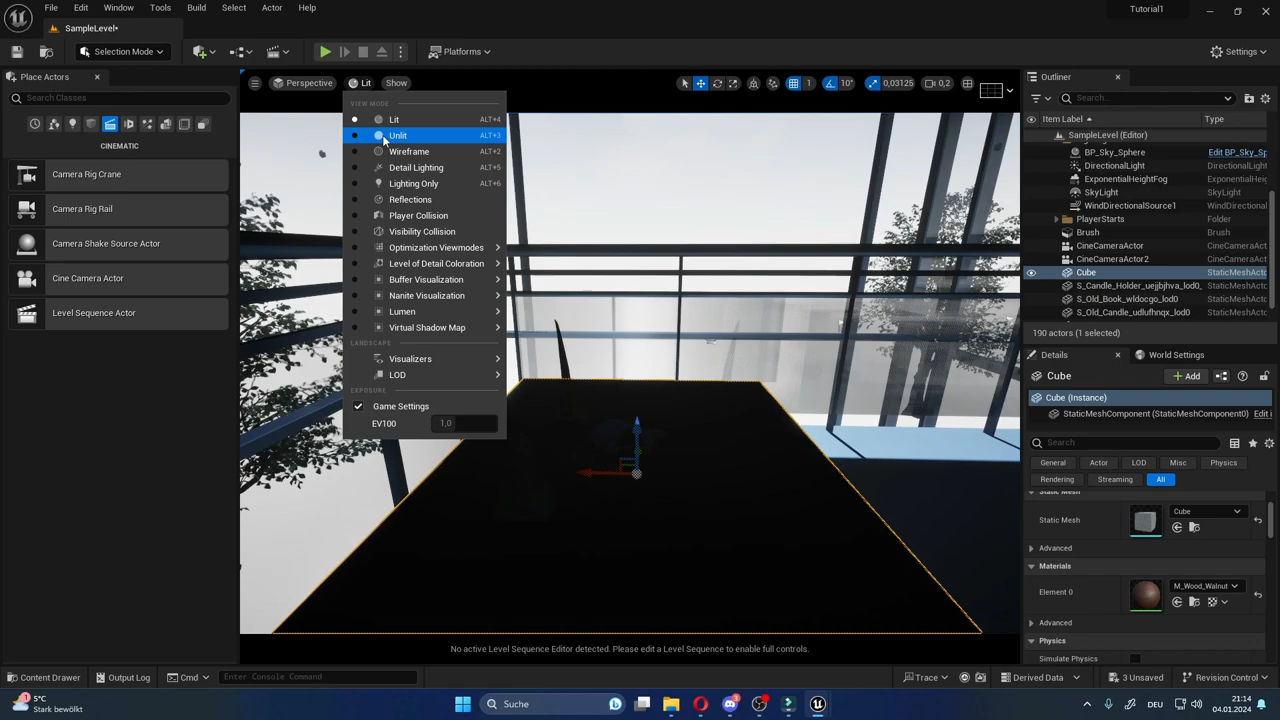 File Edit Window Tools Build Select Actor Help
Tutorial1
SampleLevel*
Selection Mode
Platforms
Settings
Place Actors
Search Classes
CINEMATIC
Camera Rig Crane
Camera Rig Rail
Camera Shake Source Actor
Cine Camera Actor
Level Sequence Actor
Perspective Lit Show
1 10° 0,03125 0,2
VIEW MODE
Lit ALT+4
Unlit ALT+3
Wireframe ALT+2
Detail Lighting ALT+5
Lighting Only ALT+6
Reflections
Player Collision
Visibility Collision
Optimization Viewmodes
Level of Detail Coloration
Buffer Visualization
Nanite Visualization
Lumen
Virtual Shadow Map
LANDSCAPE
Visualizers
LOD
EXPOSURE
Game Settings
EV100 1,0
No active Level Sequence Editor detected. Please edit a Level Sequence to enable full controls.
Outliner
Search...
Item Label Type
SampleLevel (Editor)
BP_Sky_Sphere Edit BP_Sky_Sp
DirectionalLight DirectionalLight
ExponentialHeightFog ExponentialHeig
SkyLight SkyLight
WindDirectionalSource1 WindDirectional
PlayerStarts Folder
Brush Brush
CineCameraActor CineCameraActor
CineCameraActor2 CineCameraActor
Cube StaticMeshActo
S_Candle_Holder_uejjbjhva_lod0_ StaticMeshActo
S_Old_Book_wldocgo_lod0 StaticMeshActo
S_Old_Candle_udlufhnqx_lod0 StaticMeshActo
190 actors (1 selected)
Details World Settings
Cube Add
Cube (Instance)
StaticMeshComponent (StaticMeshComponent0) Edit i
Search
General Actor LOD Misc Physics
Rendering Streaming All
Static Mesh
Static Mesh Cube
Advanced
Materials
Element 0 M_Wood_Walnut
Advanced
Physics
Simulate Physics
Content Drawer Output Log Cmd Enter Console Command
Trace Derived Data 3 Unsaved Revision Control
5°C
Stark bewölkt
Suche
DEU
21:14
04.01.2024